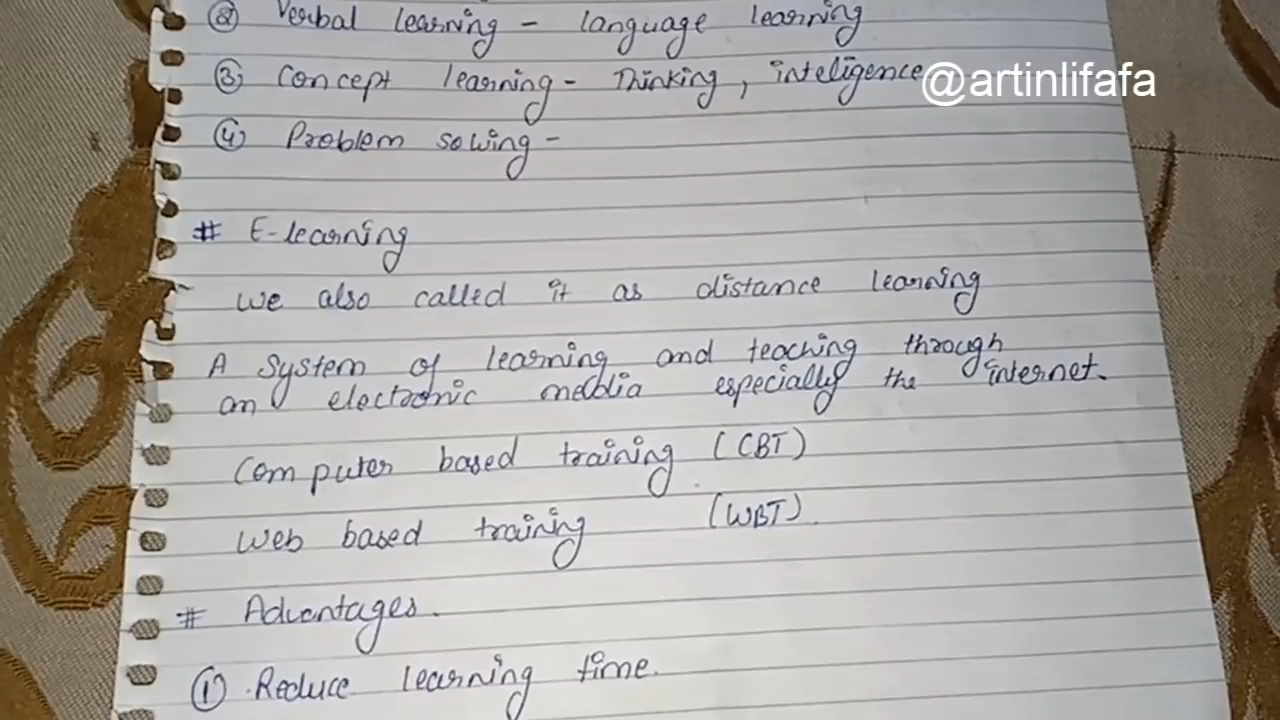 ② Verbal learning - language learning
③ Concept learning - Thinking, inteligence
@artinlifafa
④ Problem solving -
# E-learning
We also called it as distance learning
A System of learning and teaching through
an electronic media especially the internet.
Computer based training (CBT)
Web based training (WBT).
# Advantages.
① Reduce learning time.